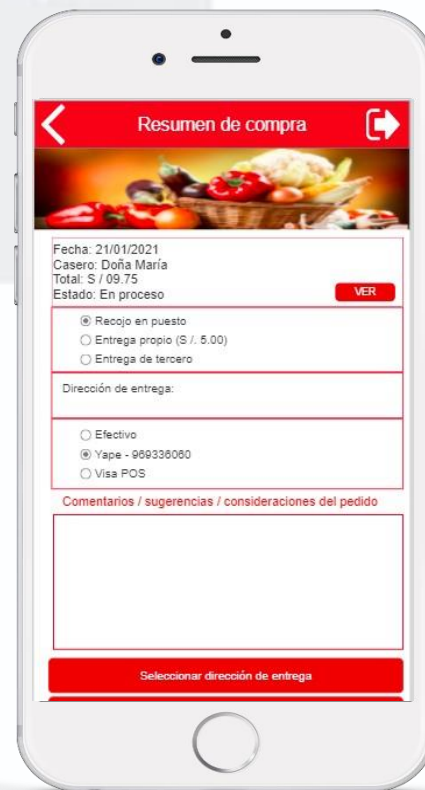 Resumen de compra
Fecha: 21/01/2021
Casero: Doña María
Total: S / 09.75
Estado: En proceso
VER
Recojo en puesto
Entrega propio (S /. 5.00)
Entrega de tercero
Dirección de entrega:
Efectivo
Yape - 969336060
Visa POS
Comentarios / sugerencias / consideraciones del pedido
Seleccionar dirección de entrega